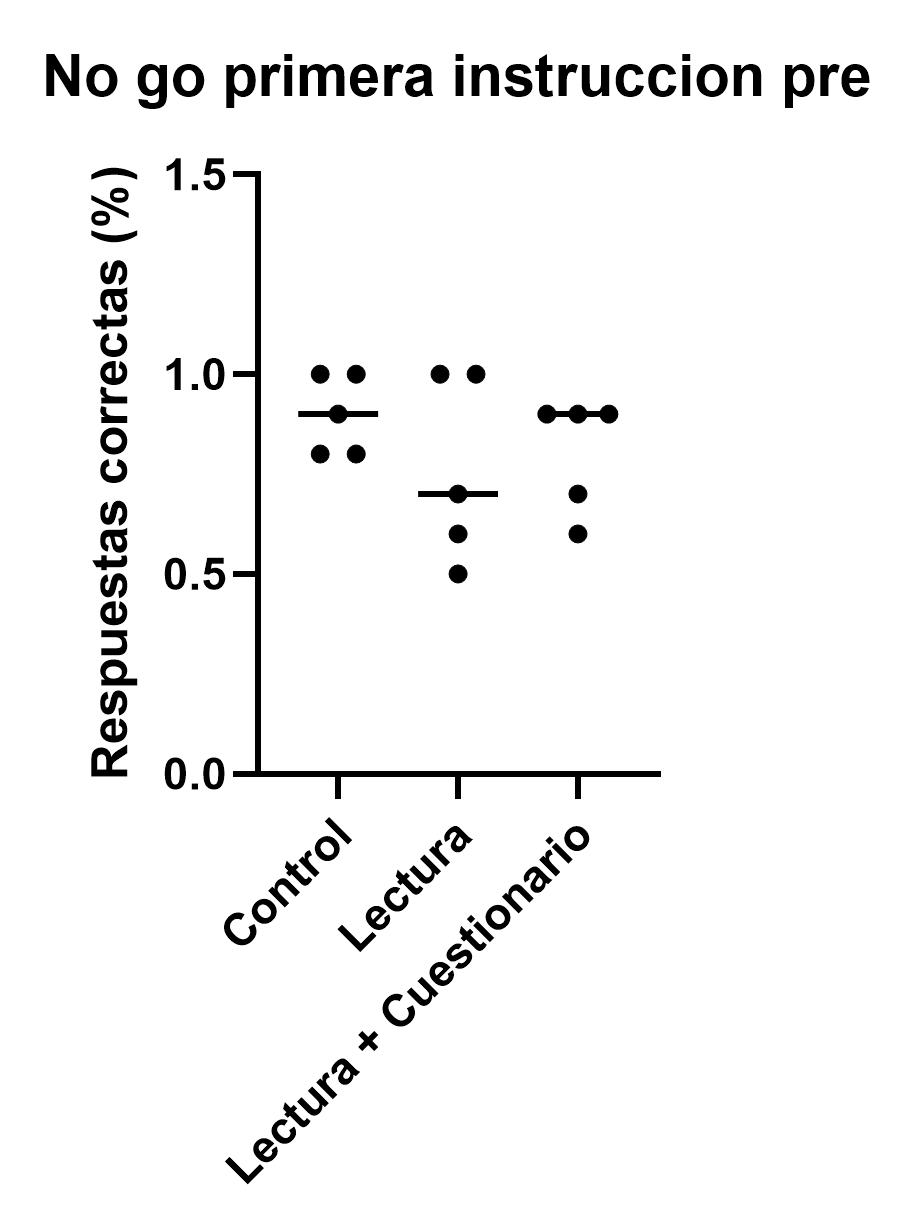 No go primera instruccion pre
Respuestas correctas (%)
1.5
1.0
0.5
0.0
Control
Lectura
Lectura + Cuestionario